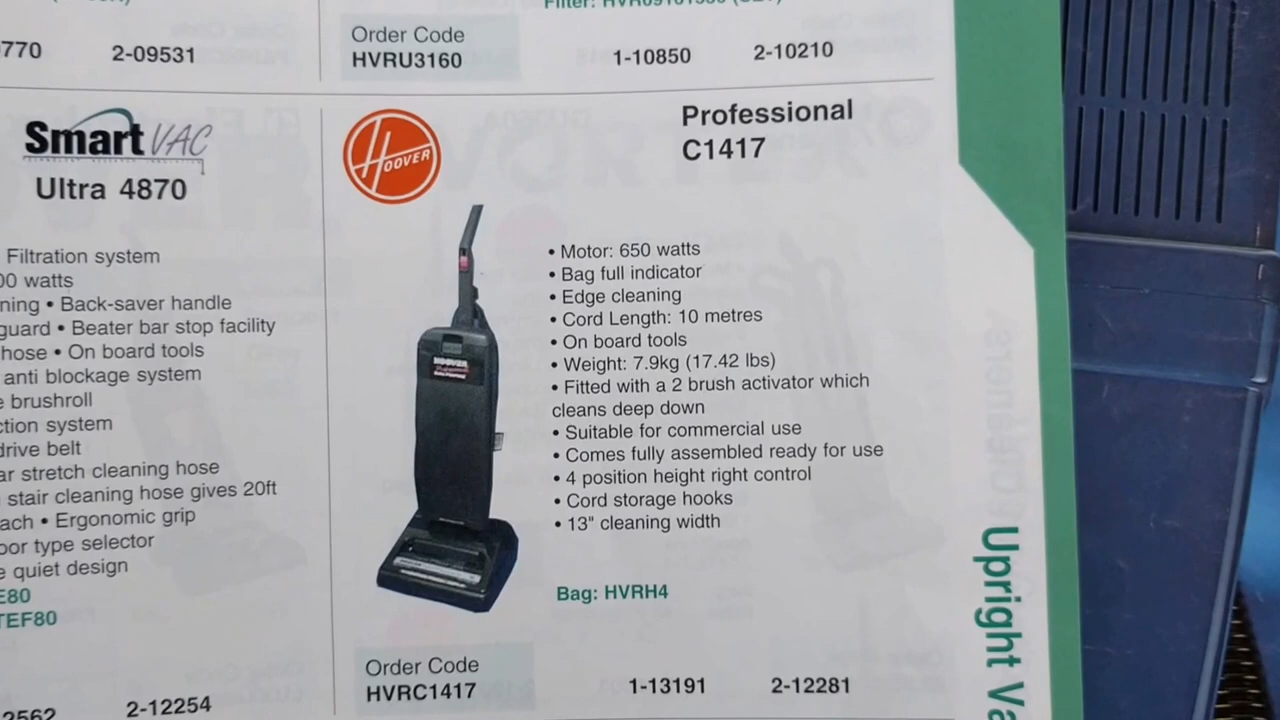 770
2-09531
Order Code
HVRU3160
1-10850
2-10210
Smart VAC
Ultra 4870
Filtration system
00 watts
ning • Back-saver handle
guard • Beater bar stop facility
hose • On board tools
anti blockage system
e brushroll
ction system
drive belt
ar stretch cleaning hose
stair cleaning hose gives 20ft
ach • Ergonomic grip
oor type selector
e quiet design
E80
TEF80
2562
2-12254
HOOVER
Professional
C1417
HOOVER
• Motor: 650 watts
• Bag full indicator
• Edge cleaning
• Cord Length: 10 metres
• On board tools
• Weight: 7.9kg (17.42 lbs)
• Fitted with a 2 brush activator which
cleans deep down
• Suitable for commercial use
• Comes fully assembled ready for use
• 4 position height right control
• Cord storage hooks
• 13" cleaning width
Bag: HVRH4
Order Code
HVRC1417
1-13191
2-12281
Upright Va